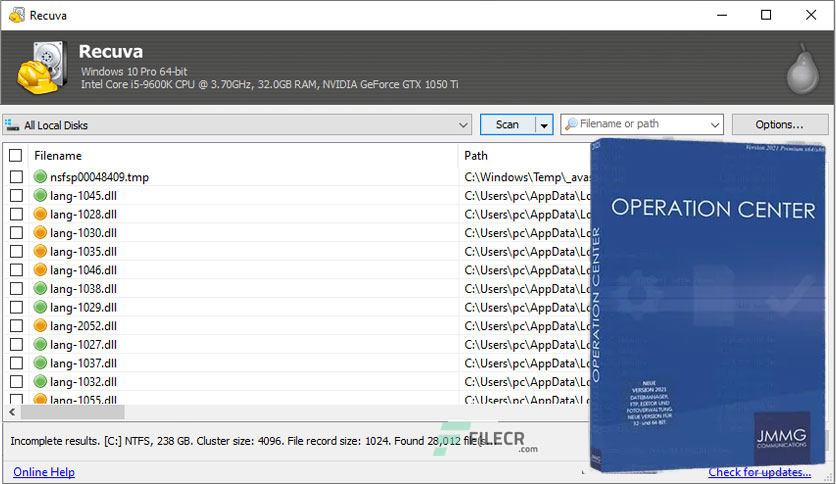 Recuva
Recuva
Windows 10 Pro 64-bit
Intel Core i5-9600K CPU @ 3.70GHz, 32.0GB RAM, NVIDIA GeForce GTX 1050 Ti
All Local Disks
Scan
Filename or path
Options...
Filename
Path
nsfsp00048409.tmp
C:\Windows\Temp\_avas
lang-1045.dll
C:\Users\pc\AppData\Lo
lang-1028.dll
C:\Users\pc\AppData\Lo
lang-1030.dll
C:\Users\pc\AppData\Lo
lang-1035.dll
C:\Users\pc\AppData\Lo
lang-1046.dll
C:\Users\pc\AppData\Lo
lang-1038.dll
C:\Users\pc\AppData\Lo
lang-1029.dll
C:\Users\pc\AppData\Lo
lang-2052.dll
C:\Users\pc\AppData\Lo
lang-1027.dll
C:\Users\pc\AppData\Lo
lang-1037.dll
C:\Users\pc\AppData\Lo
lang-1032.dll
C:\Users\pc\AppData\Lo
lang-1055.dll
C:\Users\pc\AppData\Lo
Version 2021 Premium x64/x86
OPERATION CENTER
OPERATION CENTER
NEUE
VERSION 2021
DATEIMANAGER,
FTP, EDITOR UND
FOTOVERWALTUNG
NEUE VERSION FÜR
32- und 64-BIT
JMMG
COMMUNICATIONS
Incomplete results. [C:] NTFS, 238 GB. Cluster size: 4096. File record size: 1024. Found 28,012 file(s...
FILECR
.com
Online Help
Check for updates...